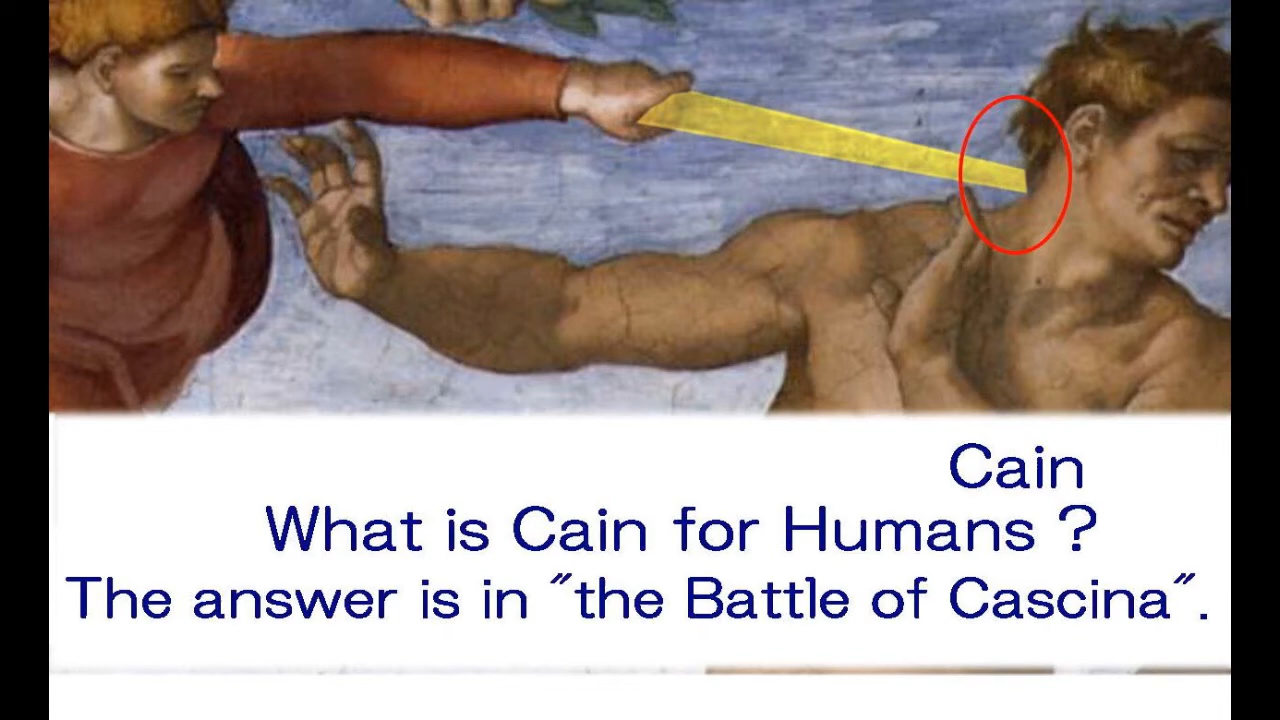 Cain
What is Cain for Humans ?
The answer is in "the Battle of Cascina".